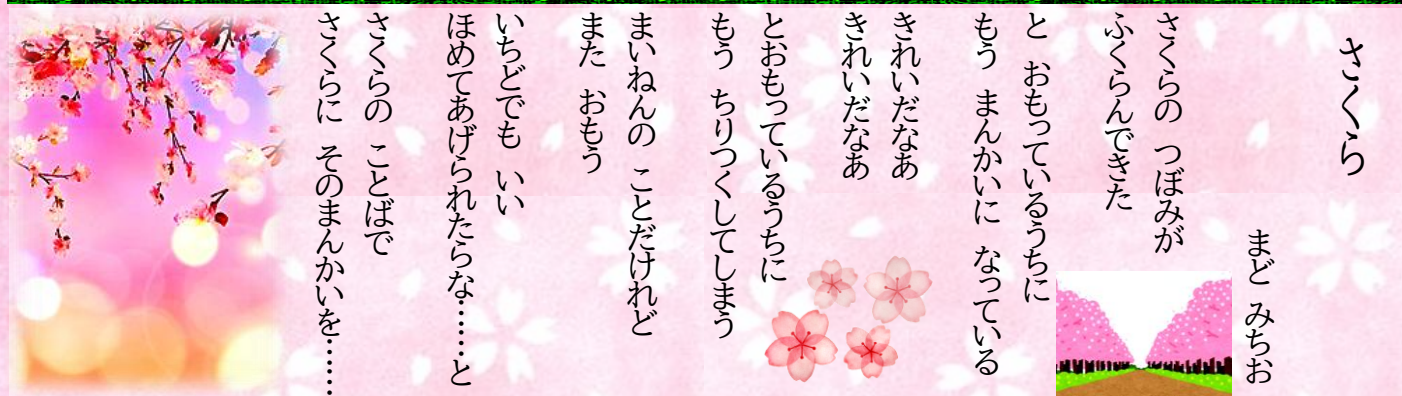 さくら
まど みちお
さくらの つぼみが
ふくらんできた
と おもっているうちに
もう まんかいに なっている
きれいだなあ
きれいだなあ
とおもっているうちに
もう ちりつくしてしまう
まいねんの ことだけれど
また おもう
いちどでも いい
ほめてあげられたらな……と
さくらの ことばで
さくらに そのまんかいを……